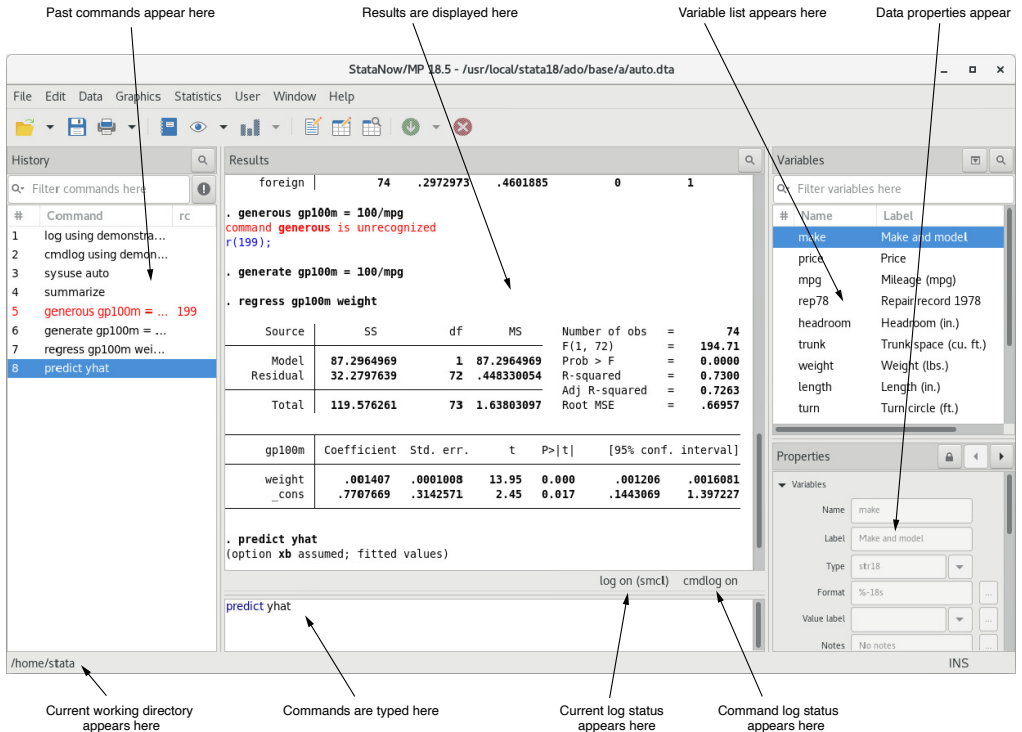 Past commands appear here
Results are displayed here
Variable list appears here
Data properties appear
StataNow/MP 18.5 - /usr/local/stata18/ado/base/a/auto.dta
File Edit Data Graphics Statistics User Window Help
History
Filter commands here
# Command rc
1 log using demonstra...
2 cmdlog using demon...
3 sysuse auto
4 summarize
5 generous gp100m = ... 199
6 generate gp100m = ...
7 regress gp100m wei...
8 predict yhat
Results
foreign 74 .2972973 .4601885 0 1
. generous gp100m = 100/mpg
command generous is unrecognized
r(199);
. generate gp100m = 100/mpg
. regress gp100m weight
Source SS df MS Number of obs = 74
F(1, 72) = 194.71
Model 87.2964969 1 87.2964969 Prob > F = 0.0000
Residual 32.2797639 72 .448330054 R-squared = 0.7300
Adj R-squared = 0.7263
Total 119.576261 73 1.63803097 Root MSE = .66957
gp100m Coefficient Std. err. t P>|t| [95% conf. interval]
weight .001407 .0001008 13.95 0.000 .001206 .0016081
_cons .7707669 .3142571 2.45 0.017 .1443069 1.397227
. predict yhat
(option xb assumed; fitted values)
log on (smcl) cmdlog on
predict yhat
Variables
Filter variables here
# Name Label
make Make and model
price Price
mpg Mileage (mpg)
rep78 Repair record 1978
headroom Headroom (in.)
trunk Trunk space (cu. ft.)
weight Weight (lbs.)
length Length (in.)
turn Turn circle (ft.)
Properties
Variables
Name make
Label Make and model
Type str18
Format %-18s
...
Value label
...
Notes No notes
...
/home/stata
INS
Current working directory
appears here
Commands are typed here
Current log status
appears here
Command log status
appears here